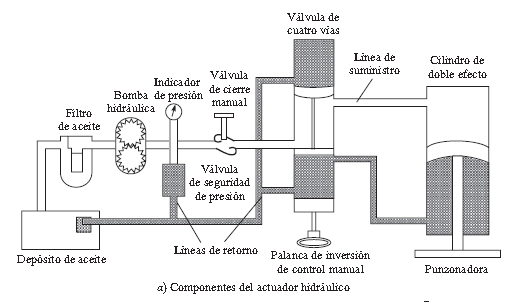 Válvula de
cuatro vías
Línea de
suministro
Cilindro de
doble efecto
Válvula
de cierre
manual
Indicador
de presión
Bomba
hidráulica
Filtro
de aceite
Válvula
de seguridad
de presión
Líneas de retorno
Depósito de aceite
Palanca de inversión
de control manual
Punzonadora
a) Componentes del actuador hidráulico